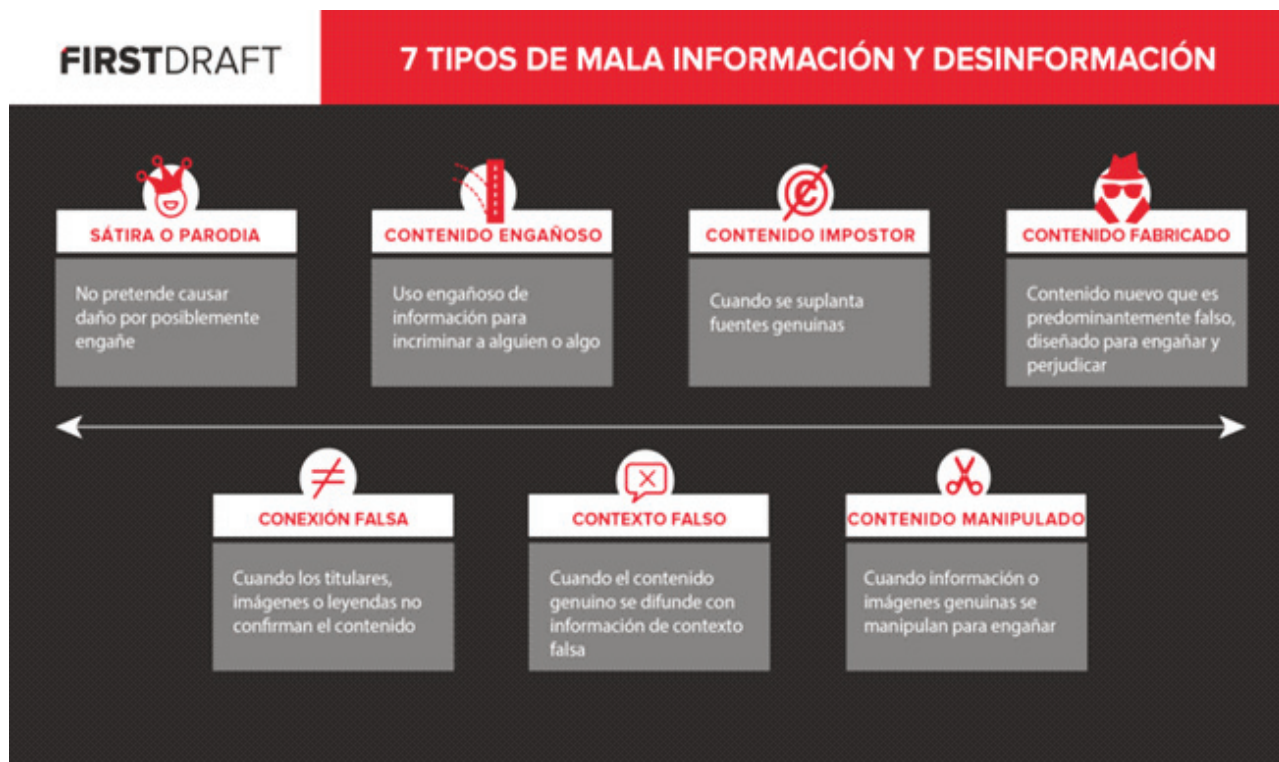 FIRSTDRAFT
7 TIPOS DE MALA INFORMACIÓN Y DESINFORMACIÓN
SÁTIRA O PARODIA
No pretende causar
daño por posiblemente
engañe
CONTENIDO ENGAÑOSO
Uso engañoso de
información para
incriminar a alguien o algo
CONTENIDO IMPOSTOR
Cuando se suplanta
fuentes genuinas
CONTENIDO FABRICADO
Contenido nuevo que es
predominantemente falso,
diseñado para engañar y
perjudicar
CONEXIÓN FALSA
Cuando los titulares,
imágenes o leyendas no
confirman el contenido
CONTEXTO FALSO
Cuando el contenido
genuino se difunde con
información de contexto
falsa
CONTENIDO MANIPULADO
Cuando información o
imágenes genuinas se
manipulan para engañar